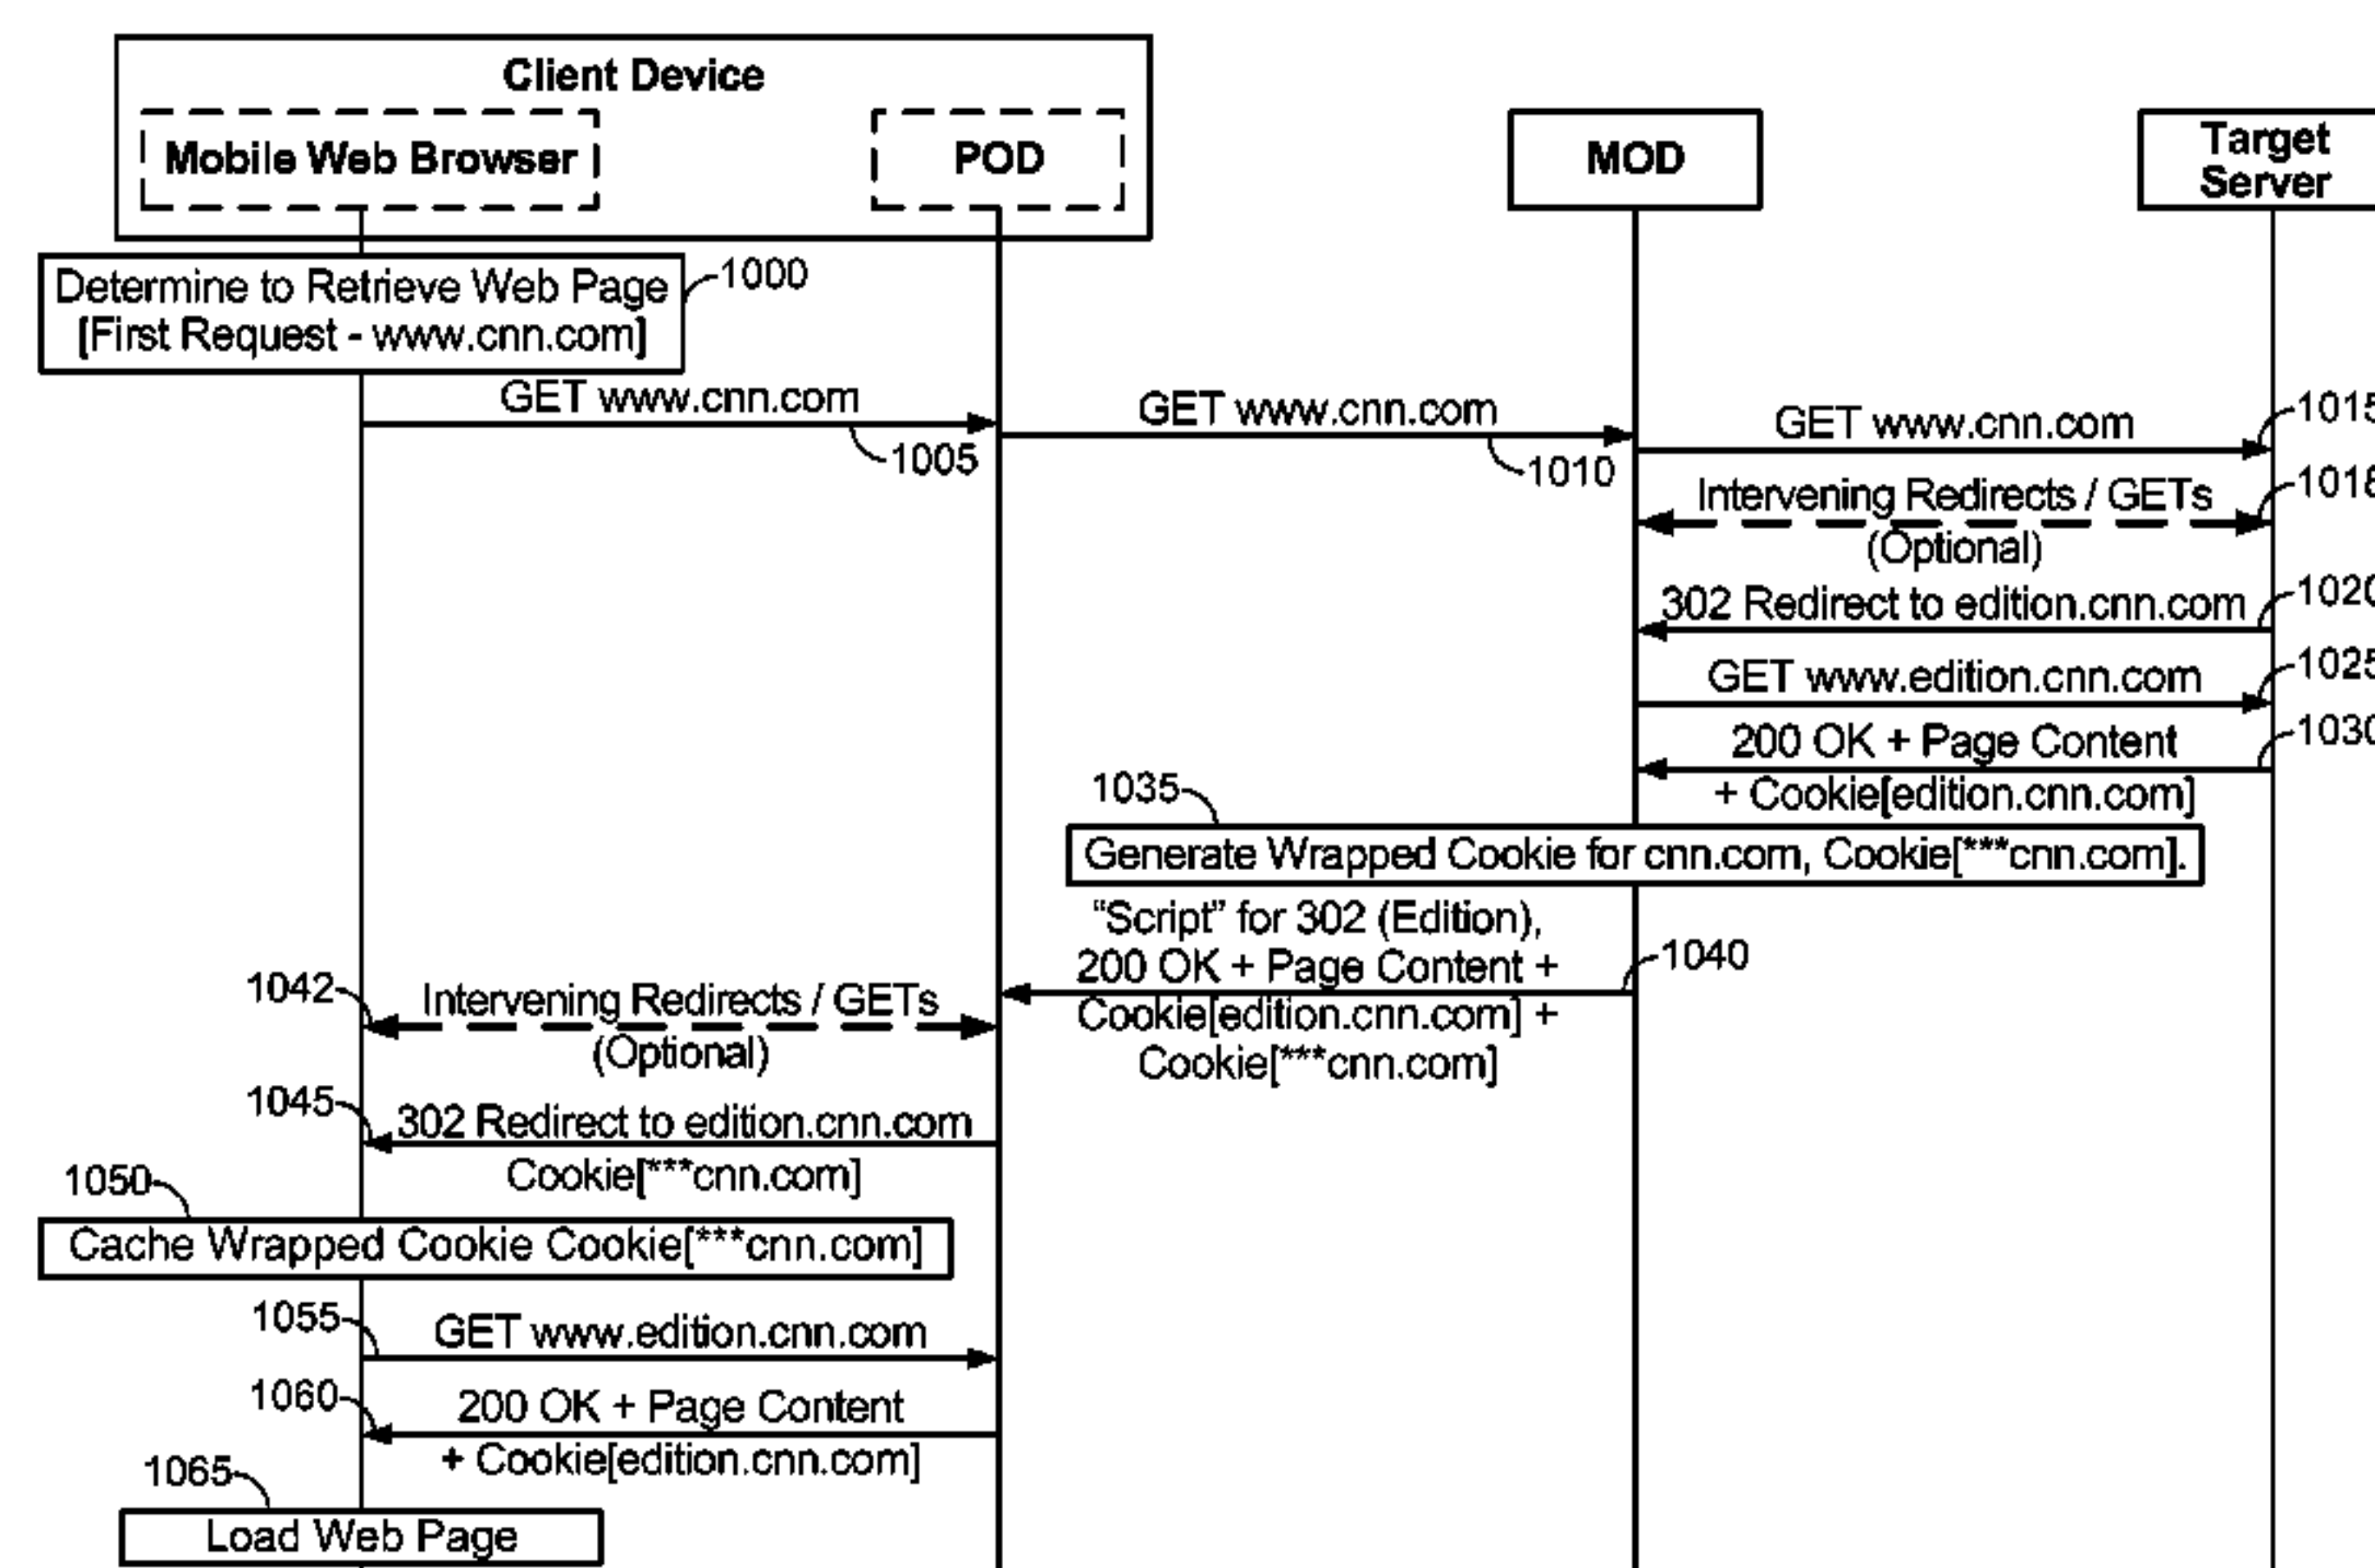 Client Device
Mobile Web Browser
POD
MOD
Target
Server
Determine to Retrieve Web Page
[First Request - www.cnn.com]
1000
GET www.cnn.com
1005
GET www.cnn.com
1010
GET www.cnn.com
1015
Intervening Redirects / GETs
(Optional)
1018
302 Redirect to edition.cnn.com
1020
GET www.edition.cnn.com
1025
200 OK + Page Content
+ Cookie[edition.cnn.com]
1030
1035
Generate Wrapped Cookie for cnn.com, Cookie[***cnn.com].
“Script” for 302 (Edition),
200 OK + Page Content +
Cookie[edition.cnn.com] +
Cookie[***cnn.com]
1040
1042
Intervening Redirects / GETs
(Optional)
1045
302 Redirect to edition.cnn.com
Cookie[***cnn.com]
1050
Cache Wrapped Cookie Cookie[***cnn.com]
1055
GET www.edition.cnn.com
1060
200 OK + Page Content
+ Cookie[edition.cnn.com]
1065
Load Web Page